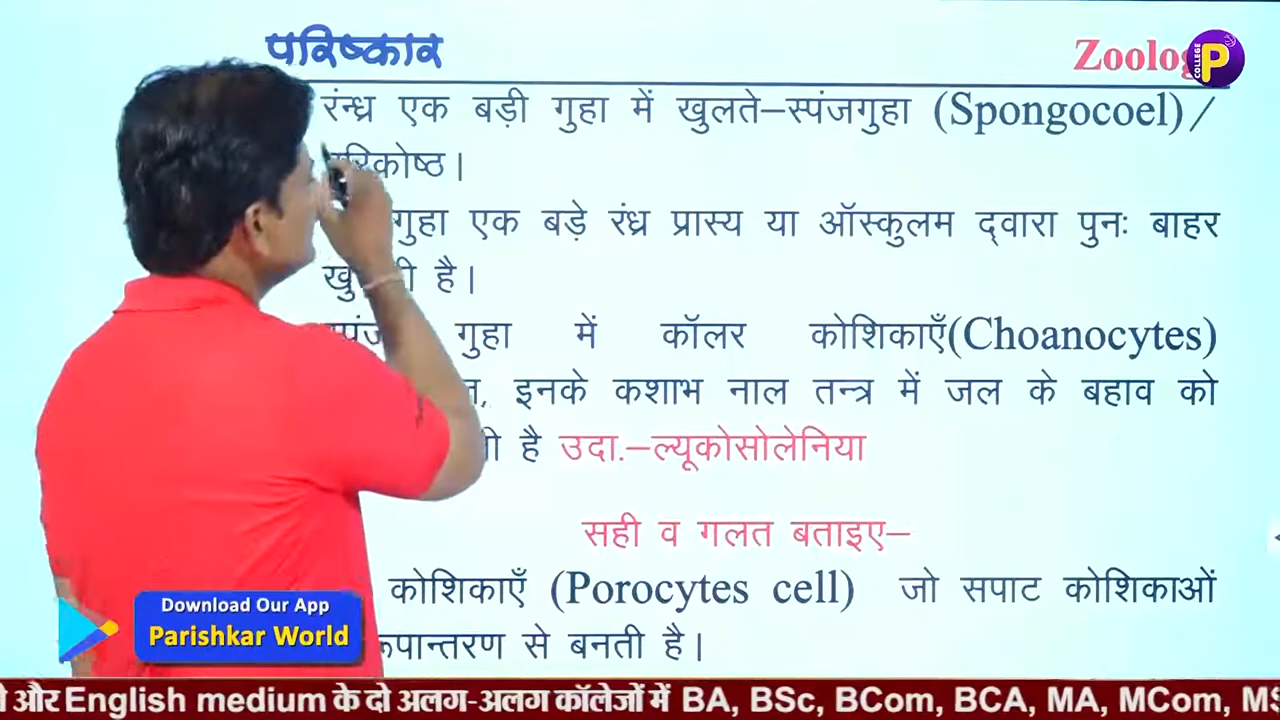 परिष्कार
Zoolog
COLLEGE P
रंन्ध्र एक बड़ी गुहा में खुलते–स्पंजगुहा (Spongocoel)/
गुहा एक बड़े रंध्र प्रास्य या ऑस्कुलम द्वारा पुनः बाहर
है।
गुहा में कॉलर कोशिकाएँ(Choanocytes)
इनके कशाभ नाल तन्त्र में जल के बहाव को
है उदा.–ल्यूकोसोलेनिया
सही व गलत बताइए–
कोशिकाएँ (Porocytes cell) जो सपाट कोशिकाओं
से बनती है।
Download Our App
Parishkar World
और English medium के दो अलग-अलग कॉलेजों में BA, BSc, BCom, BCA, MA, MCom,